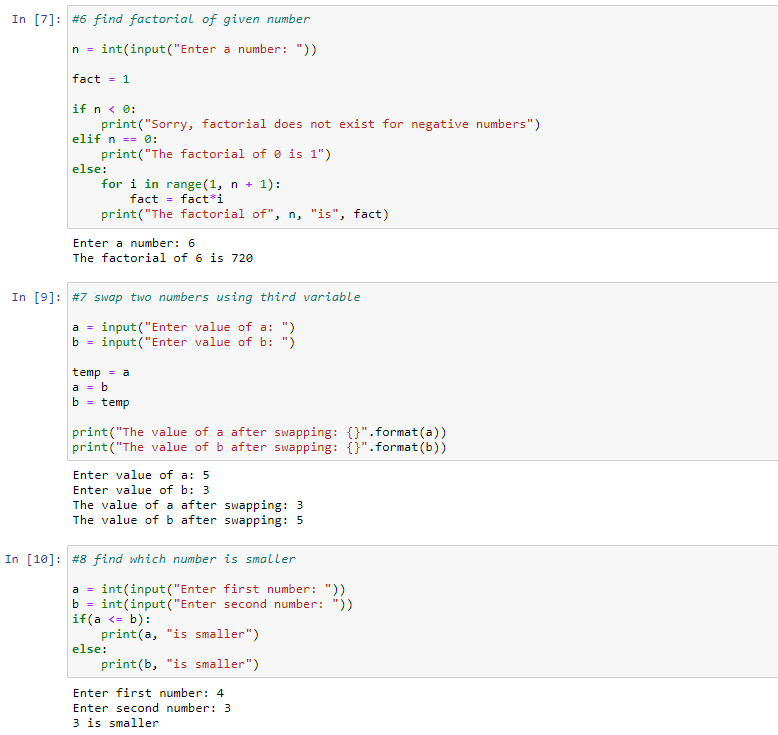 In [7]: #6 find factorial of given number
n = int(input("Enter a number: "))
fact = 1
if n < 0:
    print("Sorry, factorial does not exist for negative numbers")
elif n == 0:
    print("The factorial of 0 is 1")
else:
    for i in range(1, n + 1):
        fact = fact*i
    print("The factorial of", n, "is", fact)
Enter a number: 6
The factorial of 6 is 720
In [9]: #7 swap two numbers using third variable
a = input("Enter value of a: ")
b = input("Enter value of b: ")
temp = a
a = b
b = temp
print("The value of a after swapping: {}".format(a))
print("The value of b after swapping: {}".format(b))
Enter value of a: 5
Enter value of b: 3
The value of a after swapping: 3
The value of b after swapping: 5
In [10]: #8 find which number is smaller
a = int(input("Enter first number: "))
b = int(input("Enter second number: "))
if(a <= b):
    print(a, "is smaller")
else:
    print(b, "is smaller")
Enter first number: 4
Enter second number: 3
3 is smaller